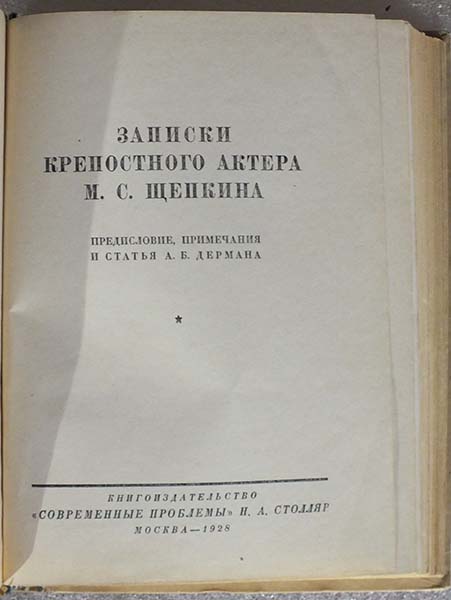 ЗАПИСКИ
КРЕПОСТНОГО АКТЕРА
М. С. ЩЕПКИНА
ПРЕДИСЛОВИЕ, ПРИМЕЧАНИЯ
И СТАТЬЯ А. Б. ДЕРМАНА
*
КНИГОИЗДАТЕЛЬСТВО
«СОВРЕМЕННЫЕ ПРОБЛЕМЫ» Н. А. СТОЛЛЯР
МОСКВА—1928